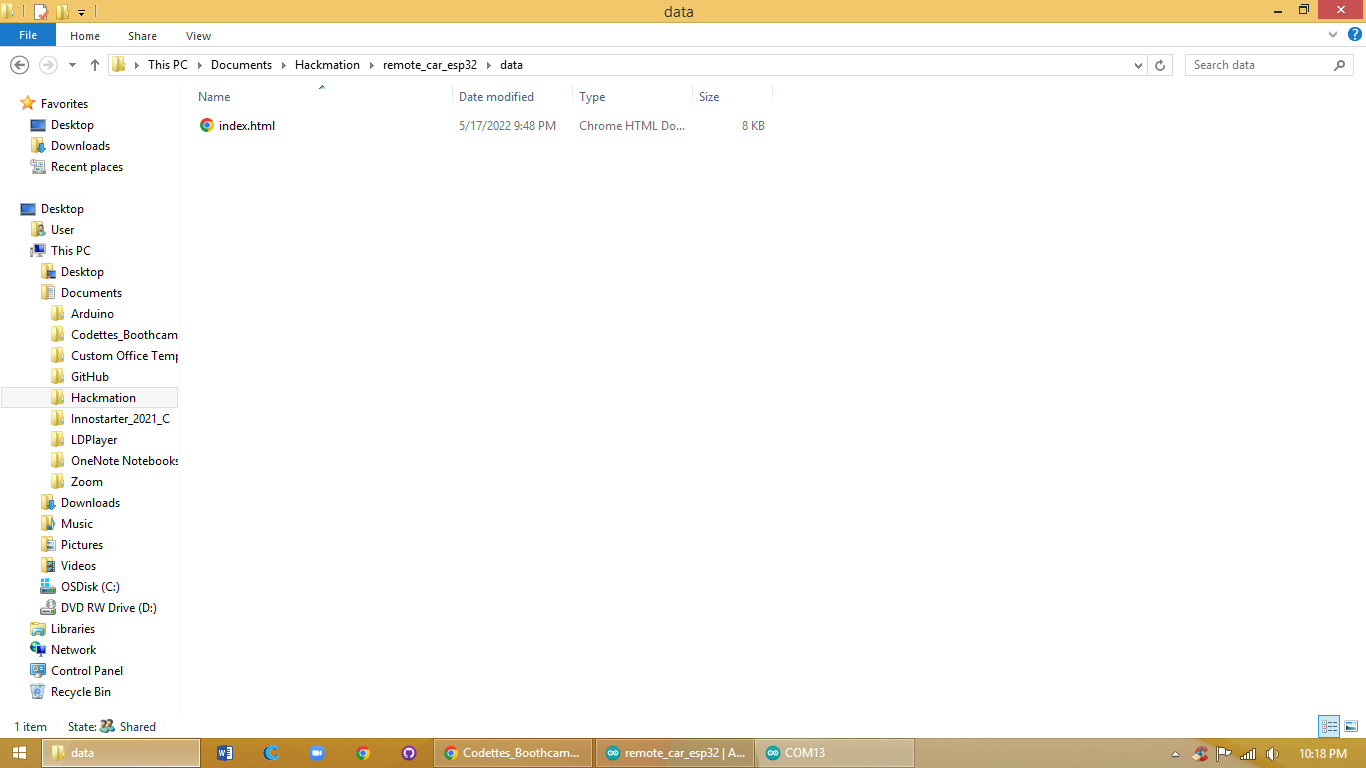 data
File Home Share View
This PC Documents Hackmation remote_car_esp32 data
Search data
Name Date modified Type Size
index.html 5/17/2022 9:48 PM Chrome HTML Do... 8 KB
Favorites
Desktop
Downloads
Recent places
Desktop
User
This PC
Desktop
Documents
Arduino
Codettes_Boothcam
Custom Office Temp
GitHub
Hackmation
Innostarter_2021_C
LDPlayer
OneNote Notebooks
Zoom
Downloads
Music
Pictures
Videos
OSDisk (C:)
DVD RW Drive (D:)
Libraries
Network
Control Panel
Recycle Bin
1 item State: Shared
data Codettes_Boothcam... remote_car_esp32 | A... COM13 10:18 PM